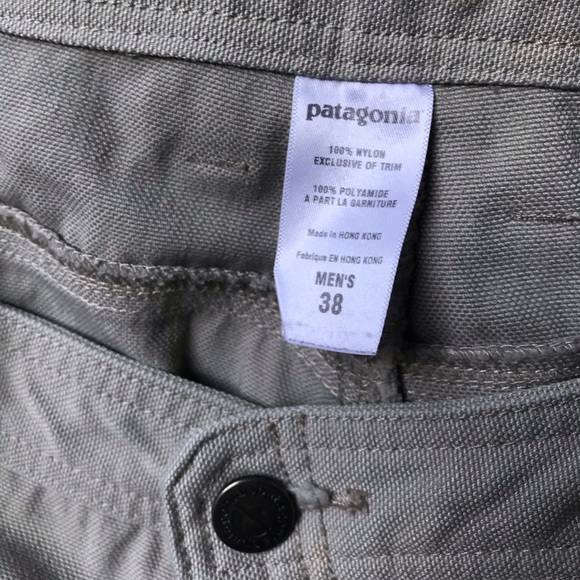 patagonia
100% NYLON
EXCLUSIVE OF TRIM
100% POLYAMIDE
A PART LA GARNITURE
Made in HONG KONG
Fabrique EN HONG KONG
MEN'S
38